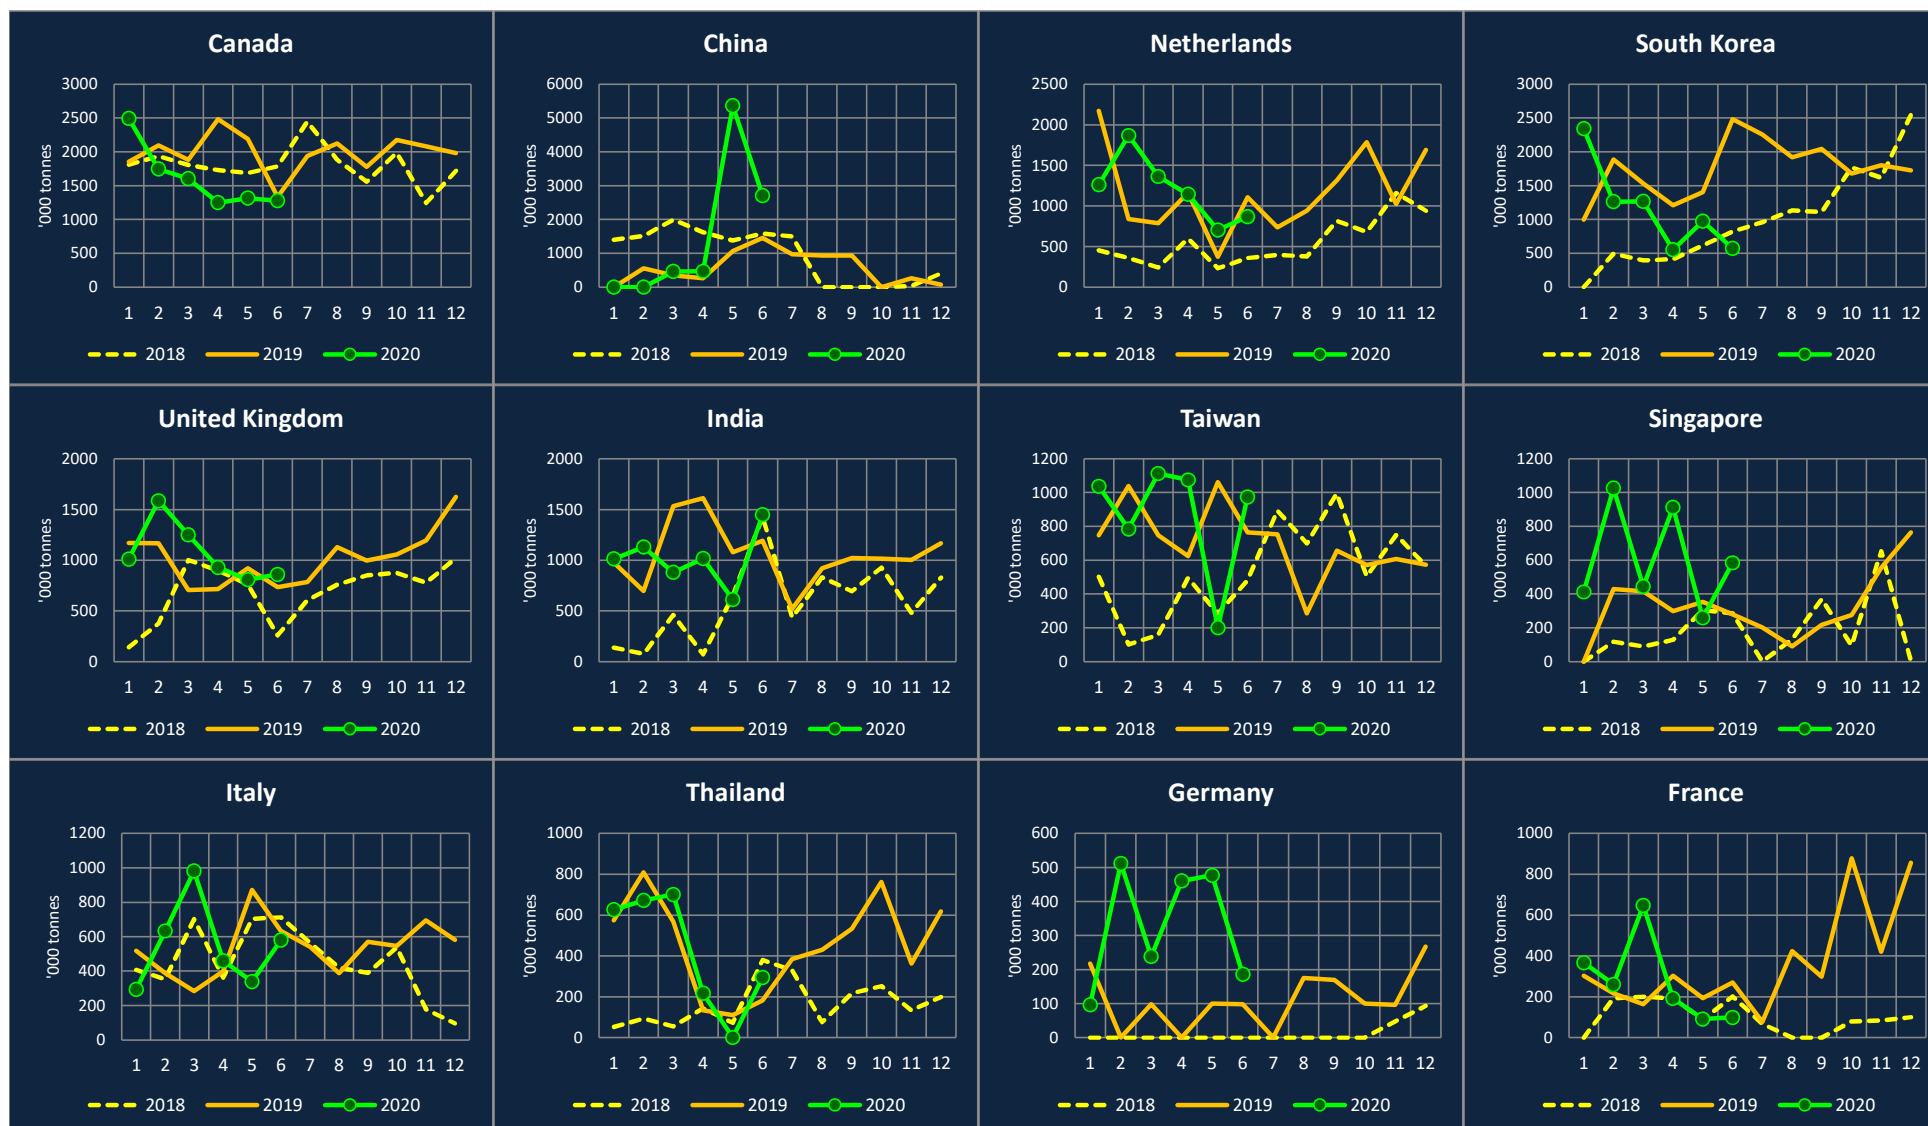 Canada
'000 tonnes
3000
2500
2000
1500
1000
500
0
1 2 3 4 5 6 7 8 9 10 11 12
2018 2019 2020
China
'000 tonnes
6000
5000
4000
3000
2000
1000
0
1 2 3 4 5 6 7 8 9 10 11 12
2018 2019 2020
Netherlands
'000 tonnes
2500
2000
1500
1000
500
0
1 2 3 4 5 6 7 8 9 10 11 12
2018 2019 2020
South Korea
'000 tonnes
3000
2500
2000
1500
1000
500
0
1 2 3 4 5 6 7 8 9 10 11 12
2018 2019 2020
United Kingdom
'000 tonnes
2000
1500
1000
500
0
1 2 3 4 5 6 7 8 9 10 11 12
2018 2019 2020
India
'000 tonnes
2000
1500
1000
500
0
1 2 3 4 5 6 7 8 9 10 11 12
2018 2019 2020
Taiwan
'000 tonnes
1200
1000
800
600
400
200
0
1 2 3 4 5 6 7 8 9 10 11 12
2018 2019 2020
Singapore
'000 tonnes
1200
1000
800
600
400
200
0
1 2 3 4 5 6 7 8 9 10 11 12
2018 2019 2020
Italy
'000 tonnes
1200
1000
800
600
400
200
0
1 2 3 4 5 6 7 8 9 10 11 12
2018 2019 2020
Thailand
'000 tonnes
1000
800
600
400
200
0
1 2 3 4 5 6 7 8 9 10 11 12
2018 2019 2020
Germany
'000 tonnes
600
500
400
300
200
100
0
1 2 3 4 5 6 7 8 9 10 11 12
2018 2019 2020
France
'000 tonnes
1000
800
600
400
200
0
1 2 3 4 5 6 7 8 9 10 11 12
2018 2019 2020